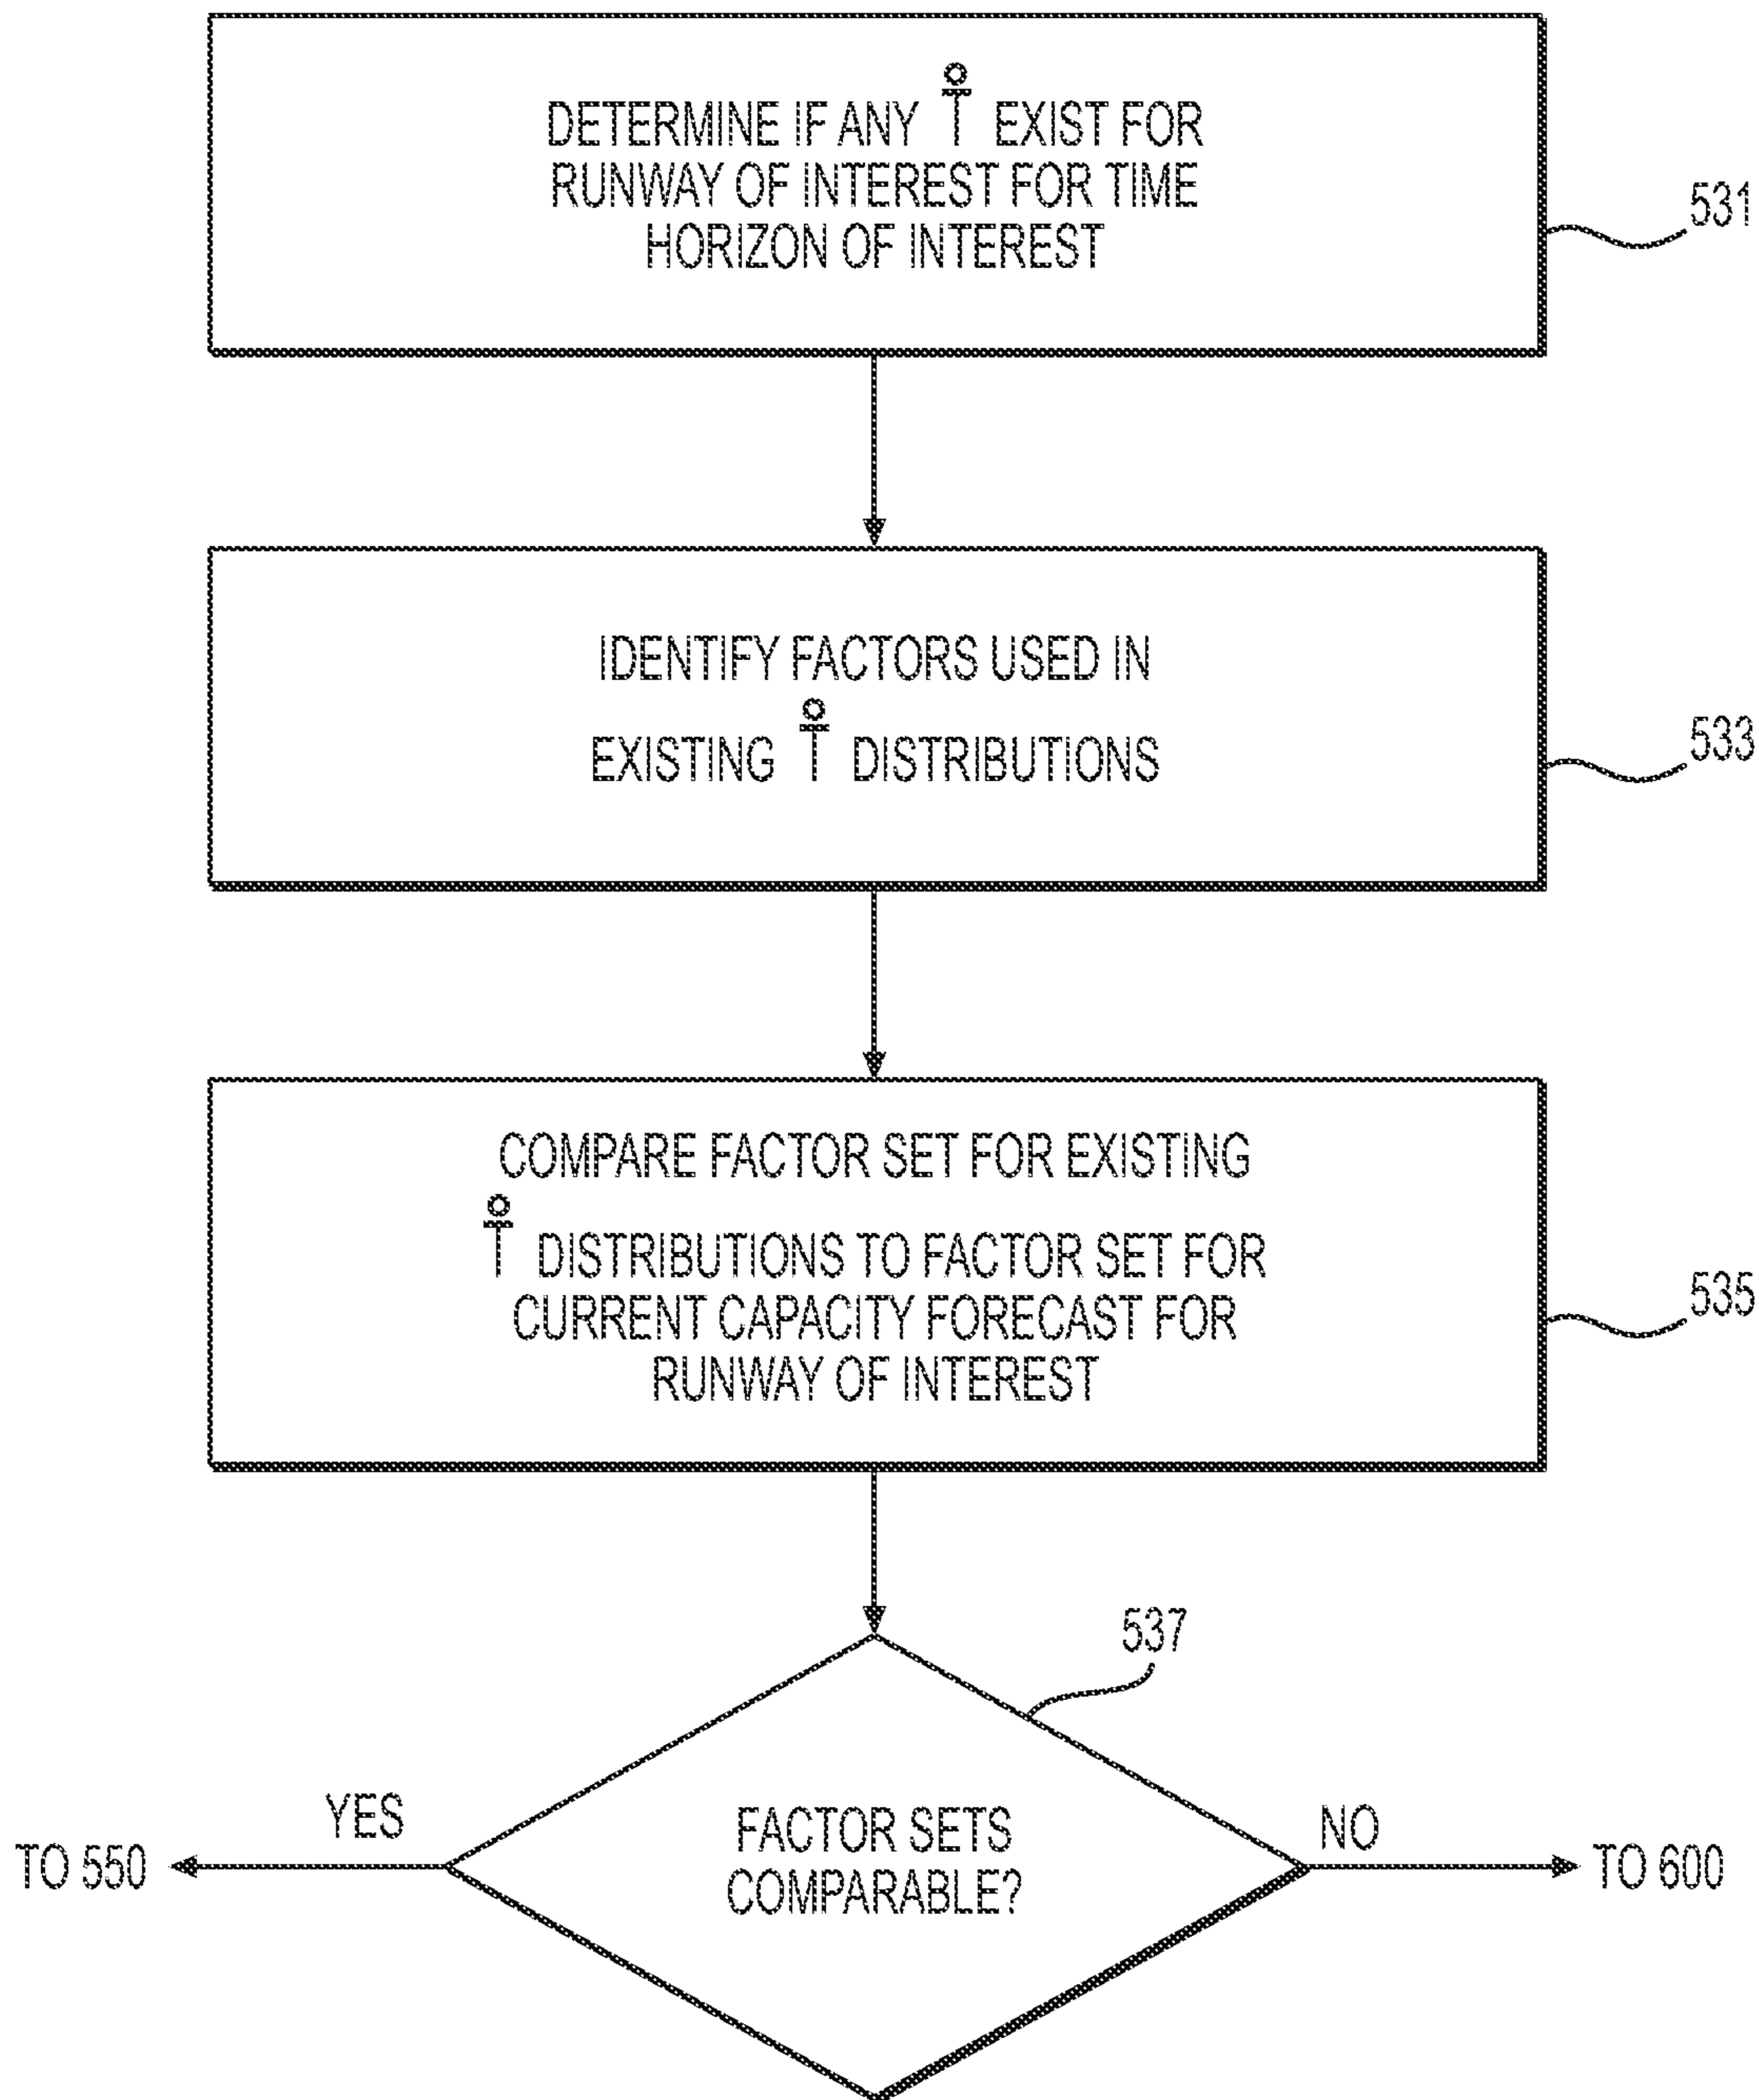 DETERMINE IF ANY T̊ EXIST FOR
RUNWAY OF INTEREST FOR TIME
HORIZON OF INTEREST
531
IDENTIFY FACTORS USED IN
EXISTING T̊ DISTRIBUTIONS
533
COMPARE FACTOR SET FOR EXISTING
T̊ DISTRIBUTIONS TO FACTOR SET FOR
CURRENT CAPACITY FORECAST FOR
RUNWAY OF INTEREST
535
537
FACTOR SETS
COMPARABLE?
YES
TO 550
NO
TO 600